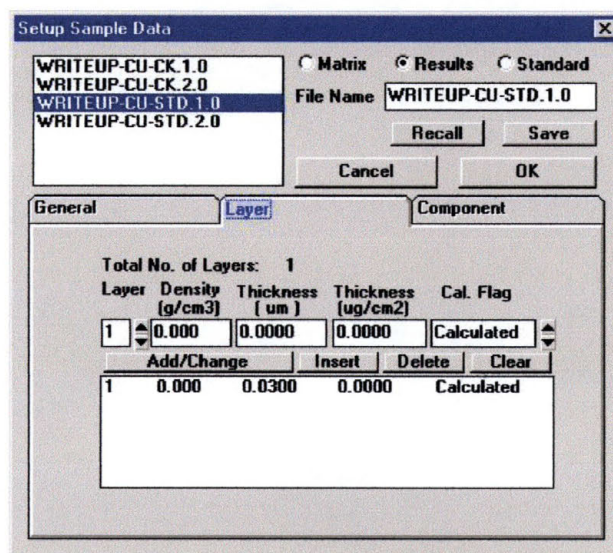 Setup Sample Data
WRITEUP-CU-CK.1.0
WRITEUP-CU-CK.2.0
WRITEUP-CU-STD.1.0
WRITEUP-CU-STD.2.0
Matrix Results Standard
File Name WRITEUP-CU-STD.1.0
Recall Save
Cancel OK
General Layer Component
Total No. of Layers: 1
Layer Density Thickness Thickness Cal. Flag
(g/cm3) ( um ) (ug/cm2)
1 0.000 0.0000 0.0000 Calculated
Add/Change Insert Delete Clear
1 0.000 0.0300 0.0000 Calculated